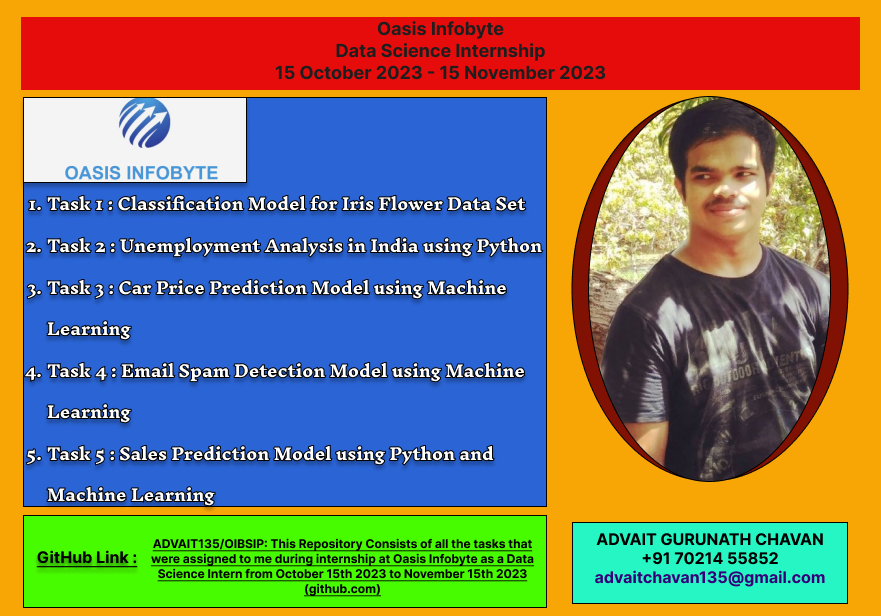 Oasis Infobyte
Data Science Internship
15 October 2023 - 15 November 2023
OASIS INFOBYTE
1. Task 1 : Classification Model for Iris Flower Data Set
2. Task 2 : Unemployment Analysis in India using Python
3. Task 3 : Car Price Prediction Model using Machine
Learning
4. Task 4 : Email Spam Detection Model using Machine
Learning
5. Task 5 : Sales Prediction Model using Python and
Machine Learning
GitHub Link :
ADVAIT135/OIBSIP: This Repository Consists of all the tasks that
were assigned to me during internship at Oasis Infobyte as a Data
Science Intern from October 15th 2023 to November 15th 2023
(github.com)
ADVAIT GURUNATH CHAVAN
+91 70214 55852
advaitchavan135@gmail.com